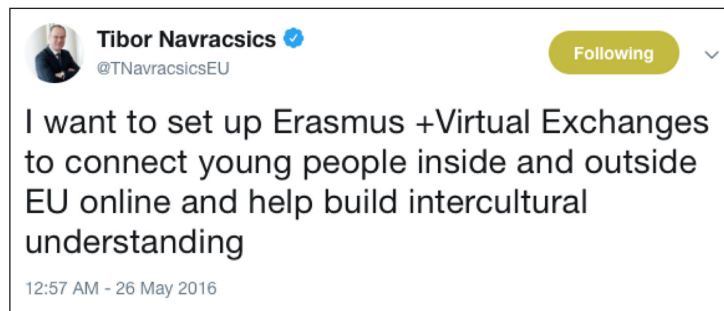 Tibor Navracsics
@TNavracsicsEU
Following
I want to set up Erasmus +Virtual Exchanges
to connect young people inside and outside
EU online and help build intercultural
understanding
12:57 AM - 26 May 2016